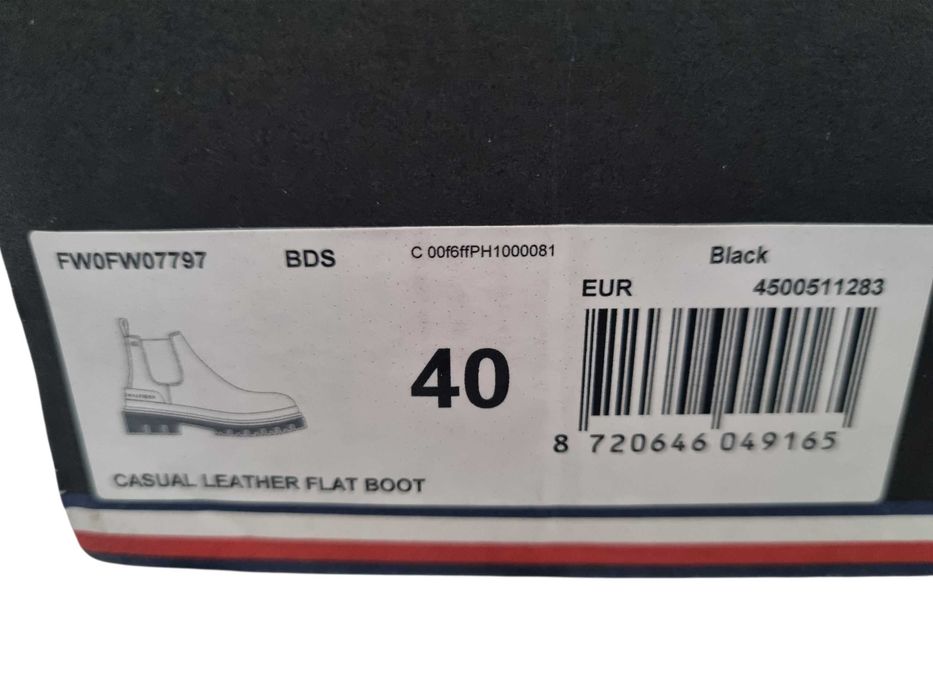 FW0FW07797 BDS C 00f6ffPH1000081 Black
EUR 4500511283
40
8 720646 049165
CASUAL LEATHER FLAT BOOT